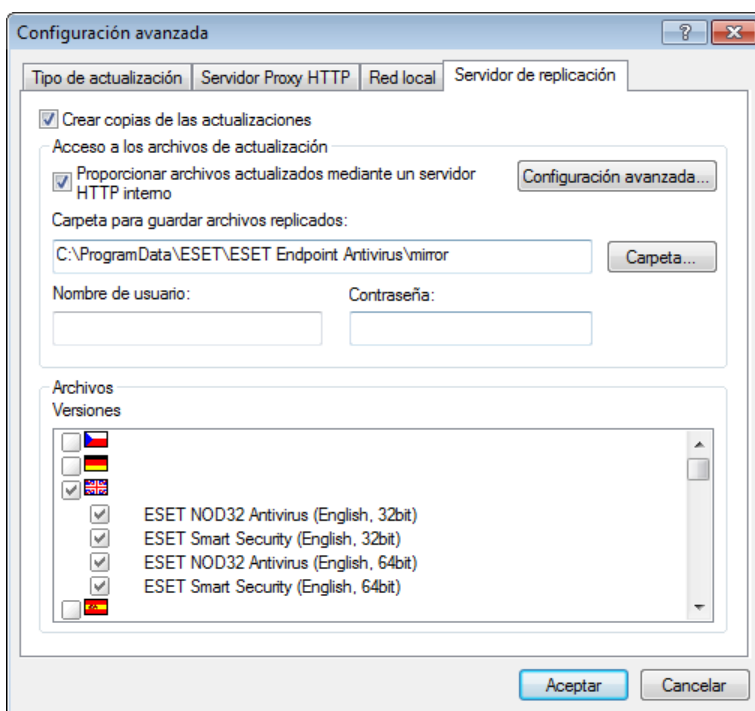 Configuración avanzada
Tipo de actualización
Servidor Proxy HTTP
Red local
Servidor de replicación
Crear copias de las actualizaciones
Acceso a los archivos de actualización
Proporcionar archivos actualizados mediante un servidor
HTTP interno
Configuración avanzada...
Carpeta para guardar archivos replicados:
C:\ProgramData\ESET\ESET Endpoint Antivirus\mirror
Carpeta...
Nombre de usuario:
Contraseña:
Archivos
Versiones
ESET NOD32 Antivirus (English, 32bit)
ESET Smart Security (English, 32bit)
ESET NOD32 Antivirus (English, 64bit)
ESET Smart Security (English, 64bit)
Aceptar
Cancelar